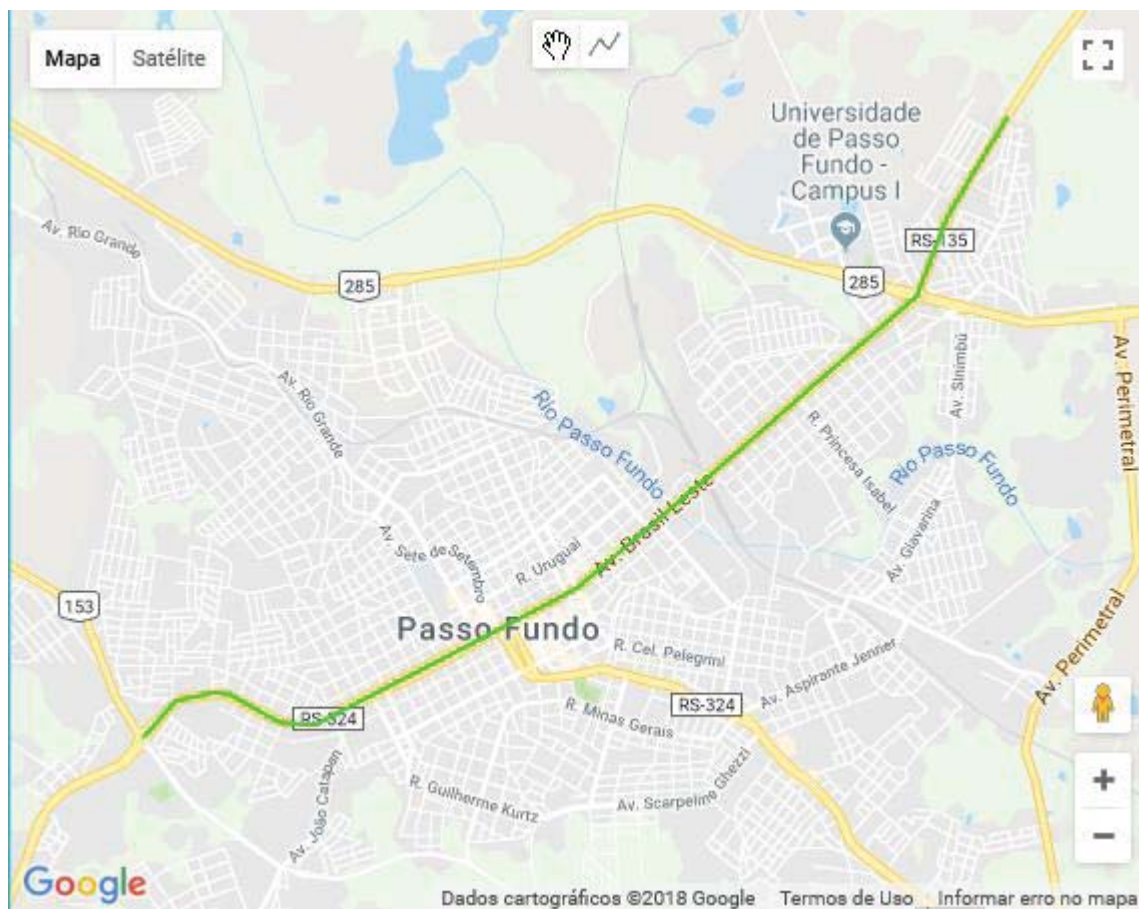 Mapa
Satélite
Universidade
de Passo
Fundo -
Campus I
Av. Rio Grande
RS-135
285
285
Av. Perimetral
Av. Sinimbú
Av. Rio Grande
Rio Passo Fundo
R. Princesa Isabel
Rio Passo Fundo
Av. Brasil Leste
Av. Sete de Setembro
R. Uruguai
Av. Giavarina
153
Passo Fundo
R. Cel. Pelegrini
Av. Aspirante Jenner
Av. Perimetral
RS-324
RS-324
R. Minas Gerais
Av. João Catapan
R. Guilherme Kurtz
Av. Scarpeline Ghezzi
Google
Dados cartográficos ©2018 Google
Termos de Uso
Informar erro no mapa